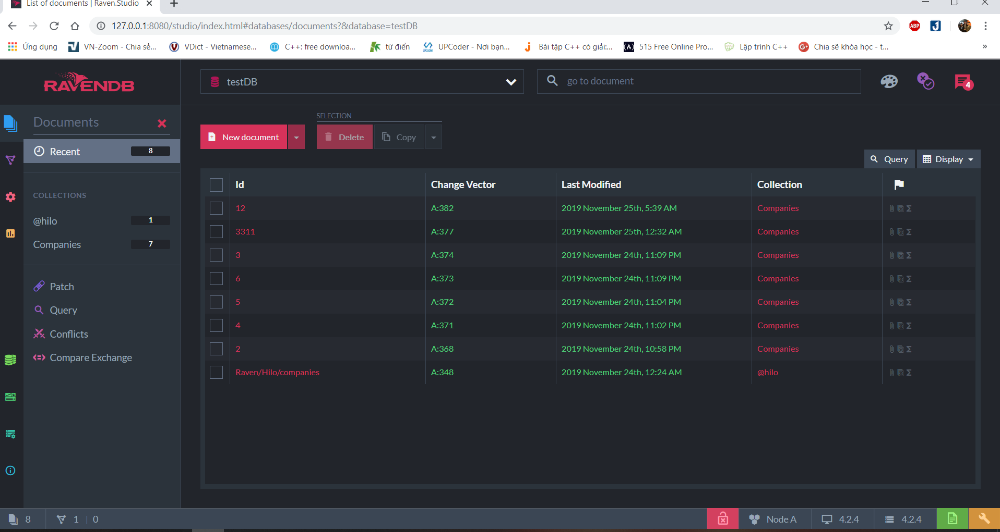 List of documents | Raven.Studio
127.0.0.1:8080/studio/index.html#databases/documents?&database=testDB
ABP
Ứng dụng VN-Zoom - Chia sẻ... VDict - Vietnamese... C++: free downloa... từ điển UPCoder - Nơi bạn... Bài tập C++ có giải:... 515 Free Online Pro... Lập trình C++ Chia sẽ khóa học - t... »
RAVENDB
testDB
go to document
4
Documents
Recent 8
COLLECTIONS
@hilo 1
Companies 7
Patch
Query
Conflicts
Compare Exchange
SELECTION
New document Delete Copy
Query Display
Id Change Vector Last Modified Collection
12 A:382 2019 November 25th, 5:39 AM Companies
3311 A:377 2019 November 25th, 12:32 AM Companies
3 A:374 2019 November 24th, 11:09 PM Companies
6 A:373 2019 November 24th, 11:09 PM Companies
5 A:372 2019 November 24th, 11:04 PM Companies
4 A:371 2019 November 24th, 11:02 PM Companies
2 A:368 2019 November 24th, 10:58 PM Companies
Raven/Hilo/companies A:348 2019 November 24th, 12:24 AM @hilo
8 1 | 0 Node A 4.2.4 4.2.4